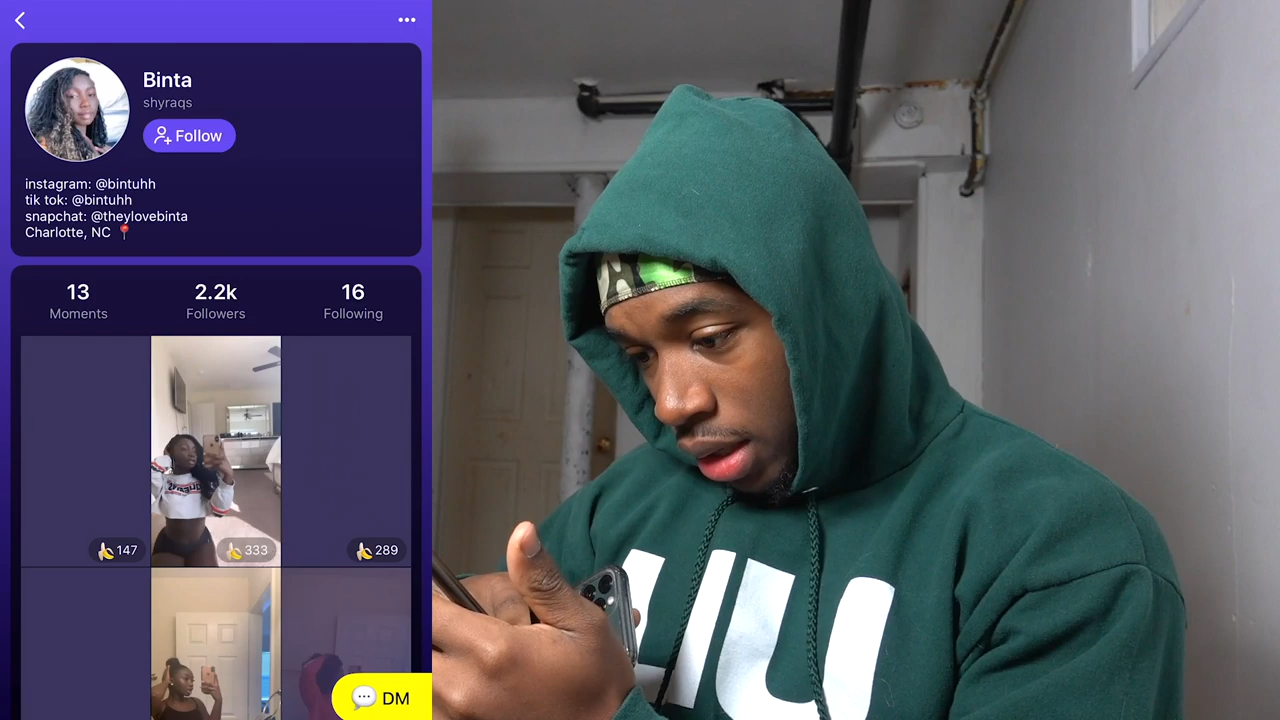 Binta
shyraqs
Follow
instagram: @bintuhh
tik tok: @bintuhh
snapchat: @theylovebinta
Charlotte, NC 📍
13
2.2k
16
Moments
Followers
Following
147
333
289
DM